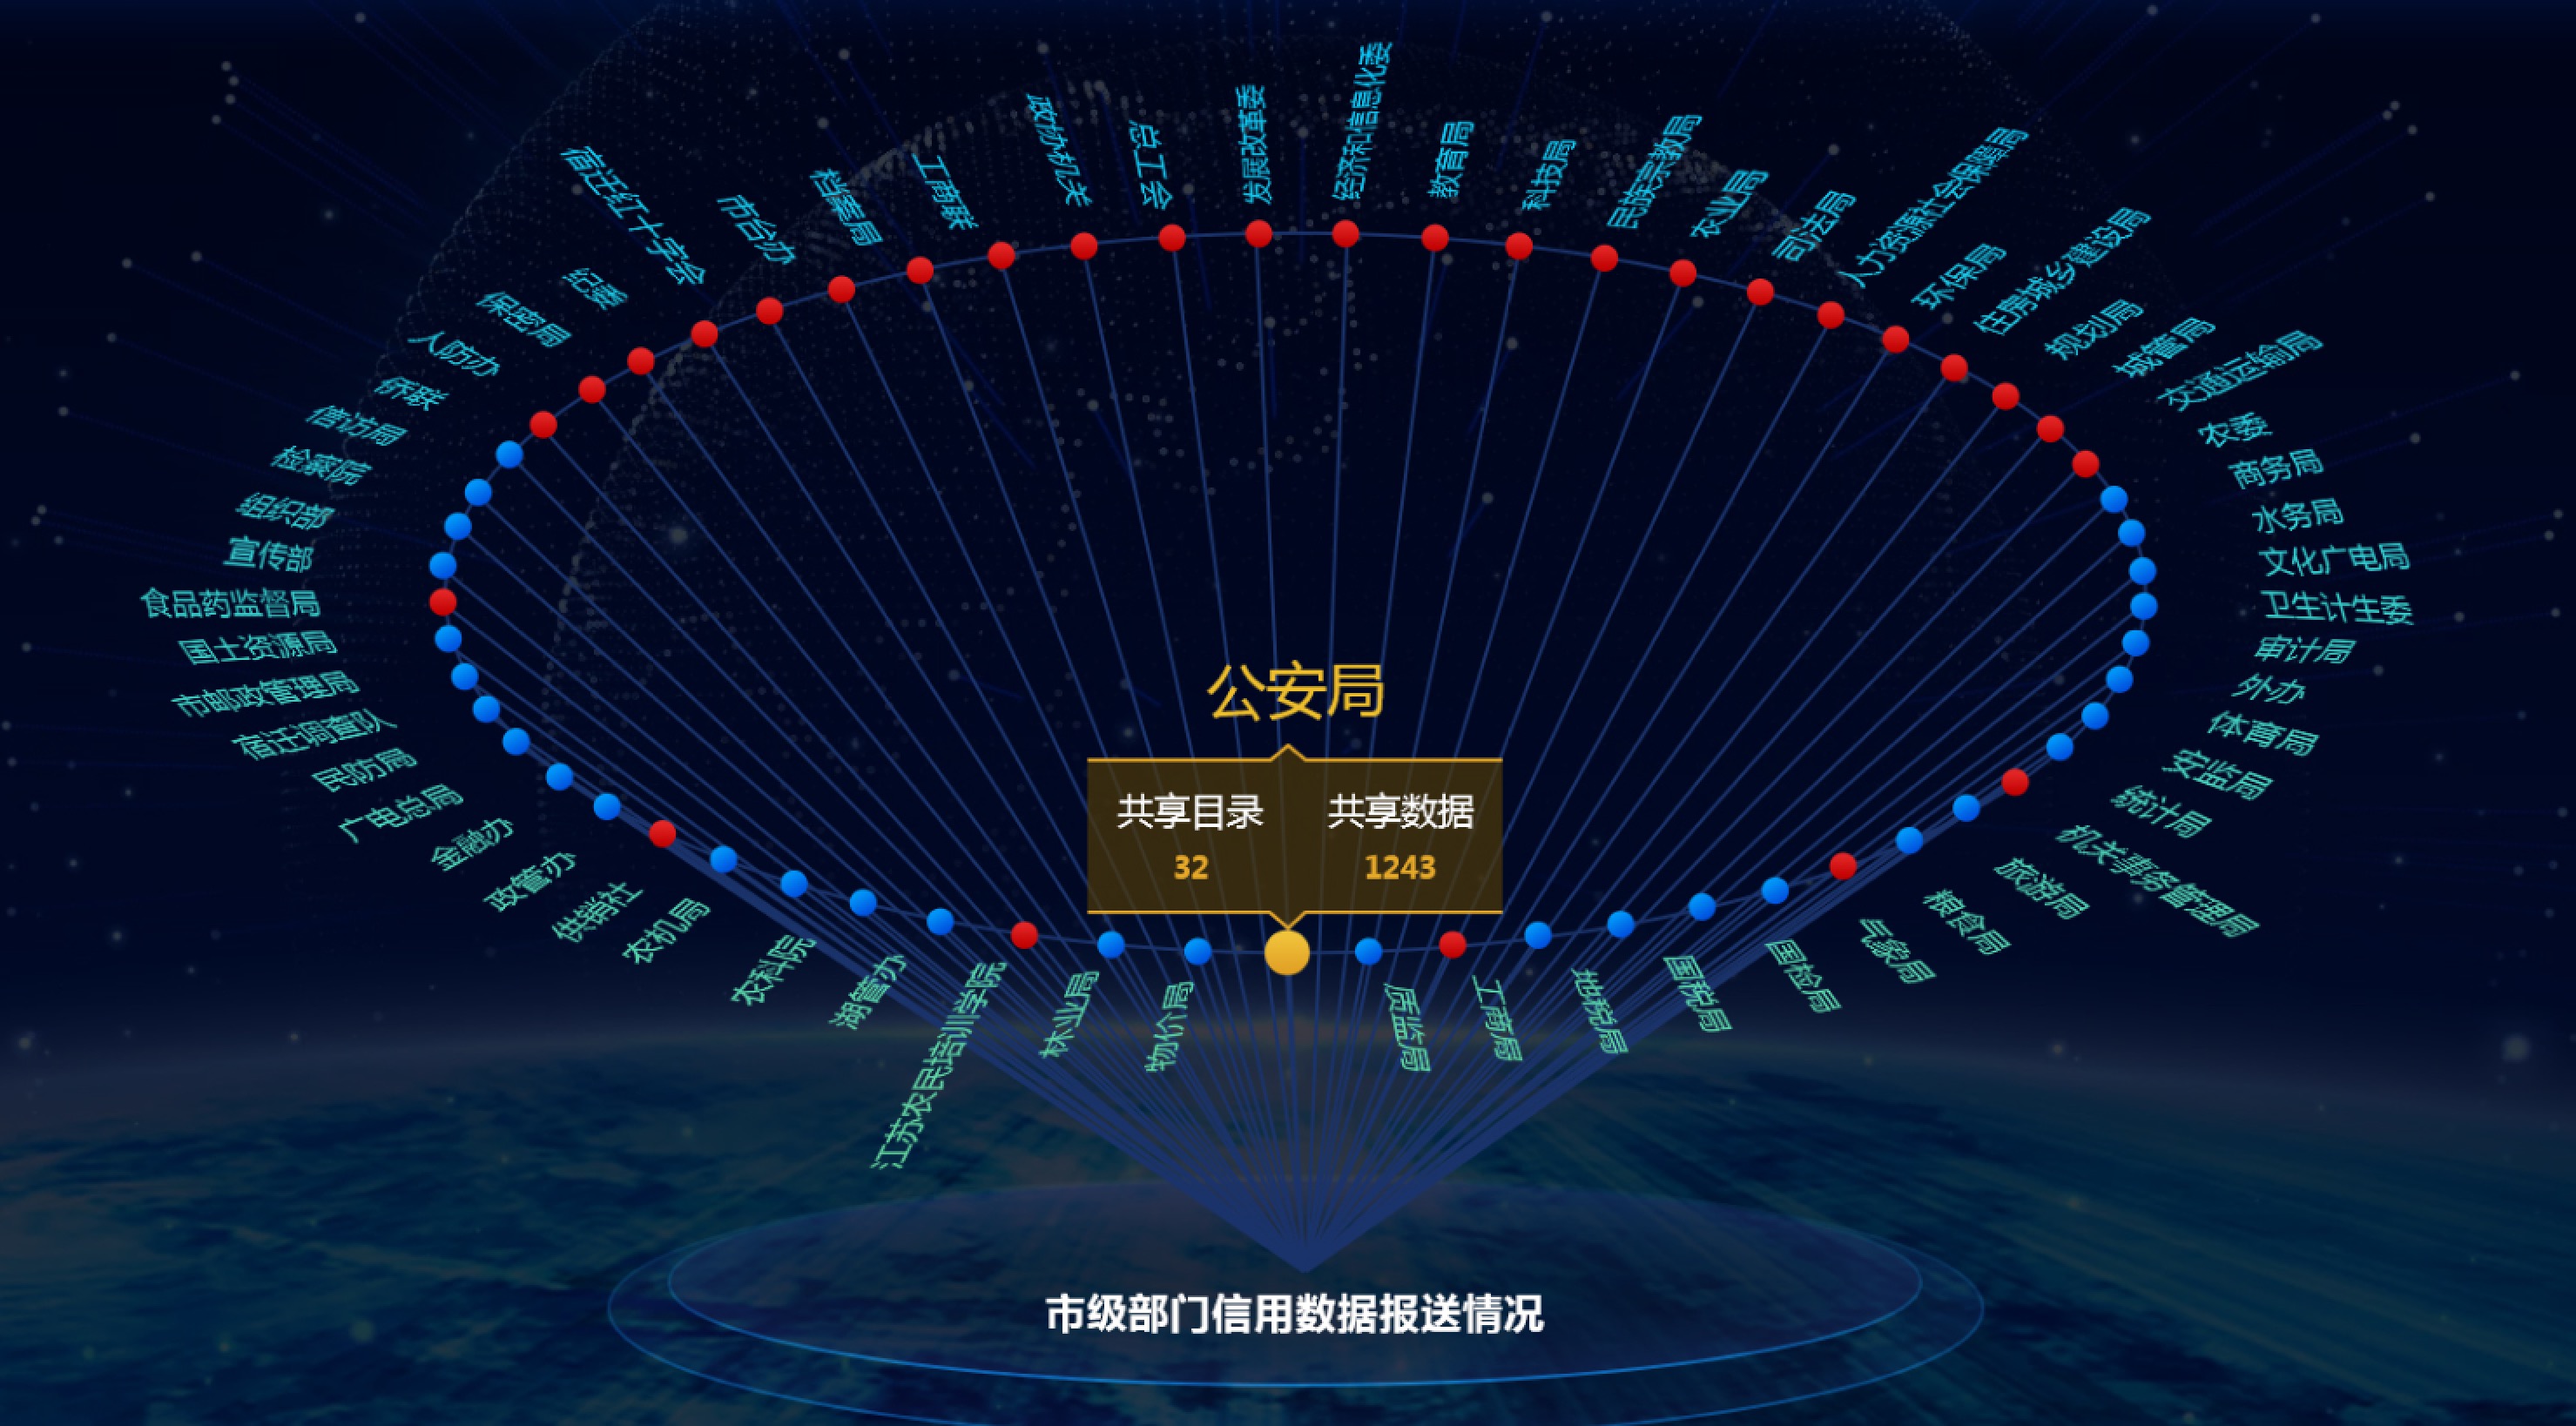 经济和信息化委
发展改革委
政协机关
总工会
教育局
科技局
民族宗教局
农业局
司法局
人力资源社会保障局
环保局
住房城乡建设局
规划局
城管局
交通运输局
农委
商务局
水务局
文化广电局
卫生计生委
审计局
外办
体育局
安监局
统计局
机关事务管理局
旅游局
粮食局
气象局
国检局
国税局
地税局
工商局
质监局
物价局
林业局
江苏农民培训学院
湖管办
农科院
农机局
供销社
政管办
金融办
广电总局
民防局
宿迁调查队
市邮政管理局
国土资源局
食品药监督局
宣传部
组织部
检察院
信访局
侨联
人防办
保密局
纪委
宿迁红十字会
市台办
档案局
工商联
公安局
共享目录 共享数据
32 1243
市级部门信用数据报送情况